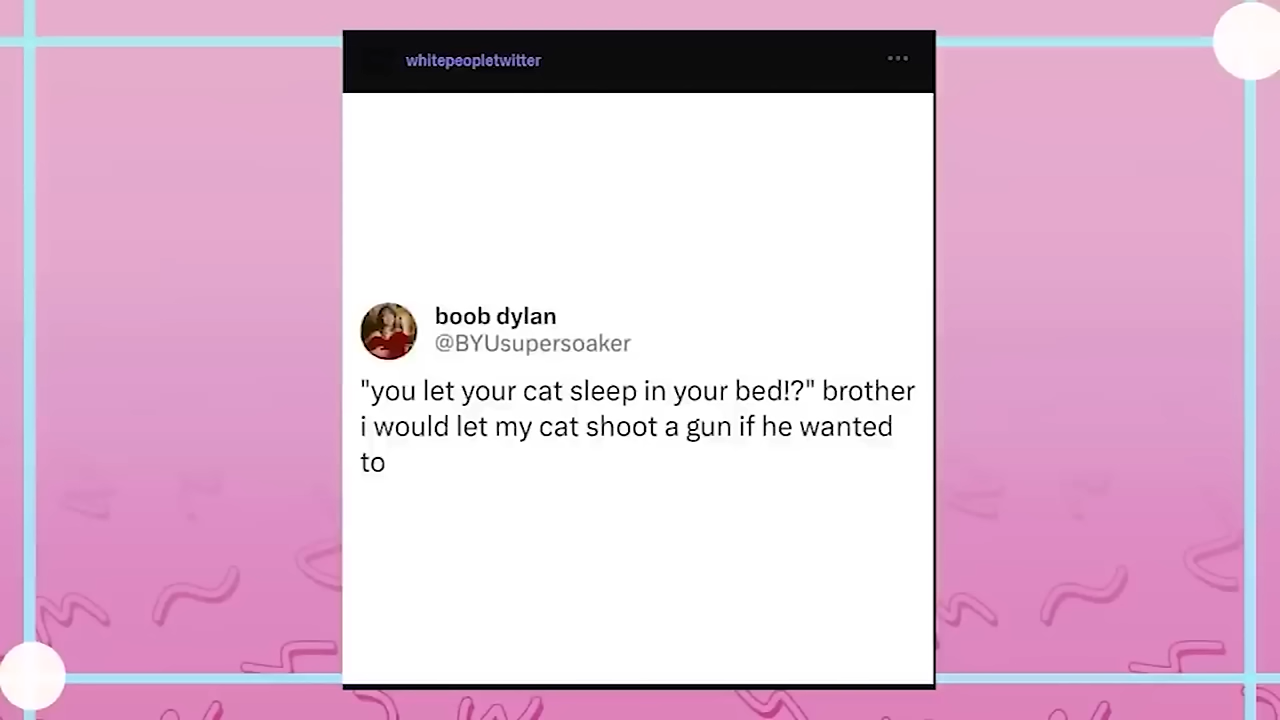 whitepeopletwitter
boob dylan
@BYUsupersoaker
"you let your cat sleep in your bed!?" brother
i would let my cat shoot a gun if he wanted
to